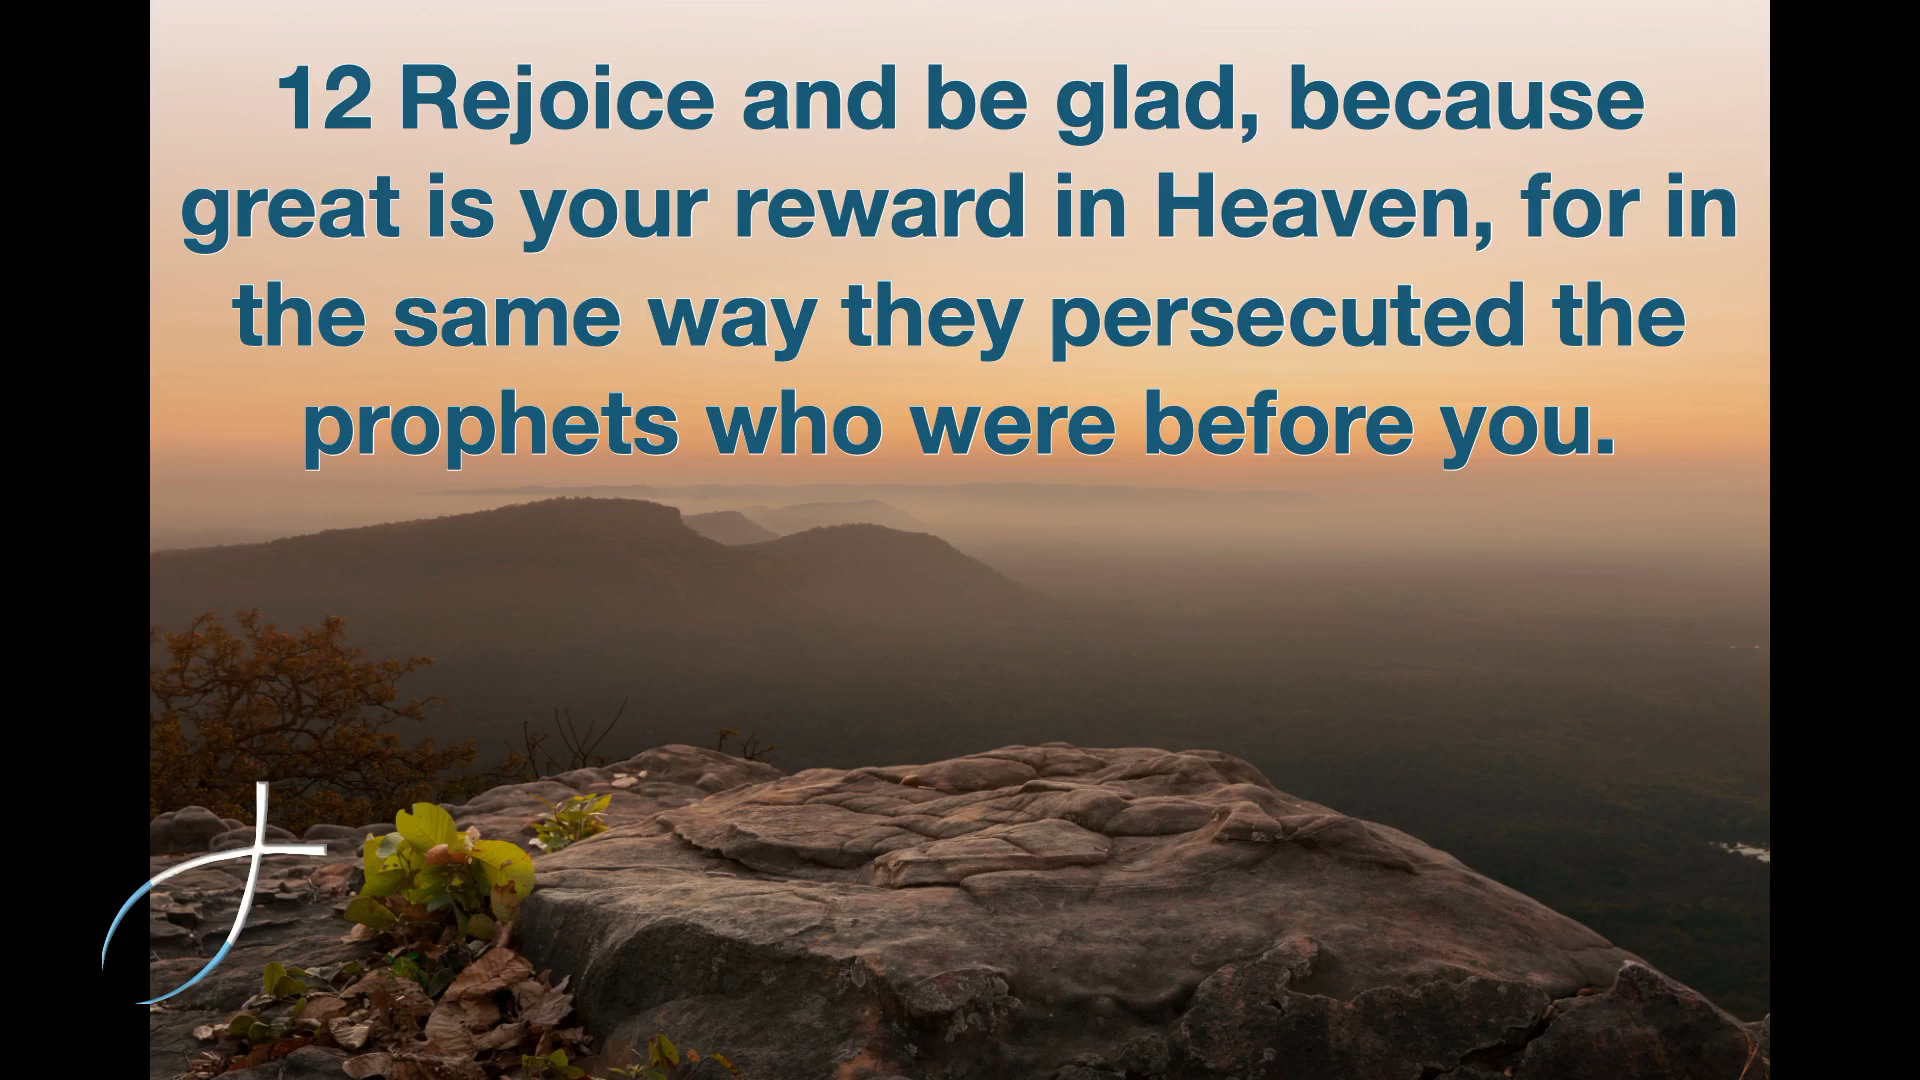 12 Rejoice and be glad, because
great is your reward in Heaven, for in
the same way they persecuted the
prophets who were before you.